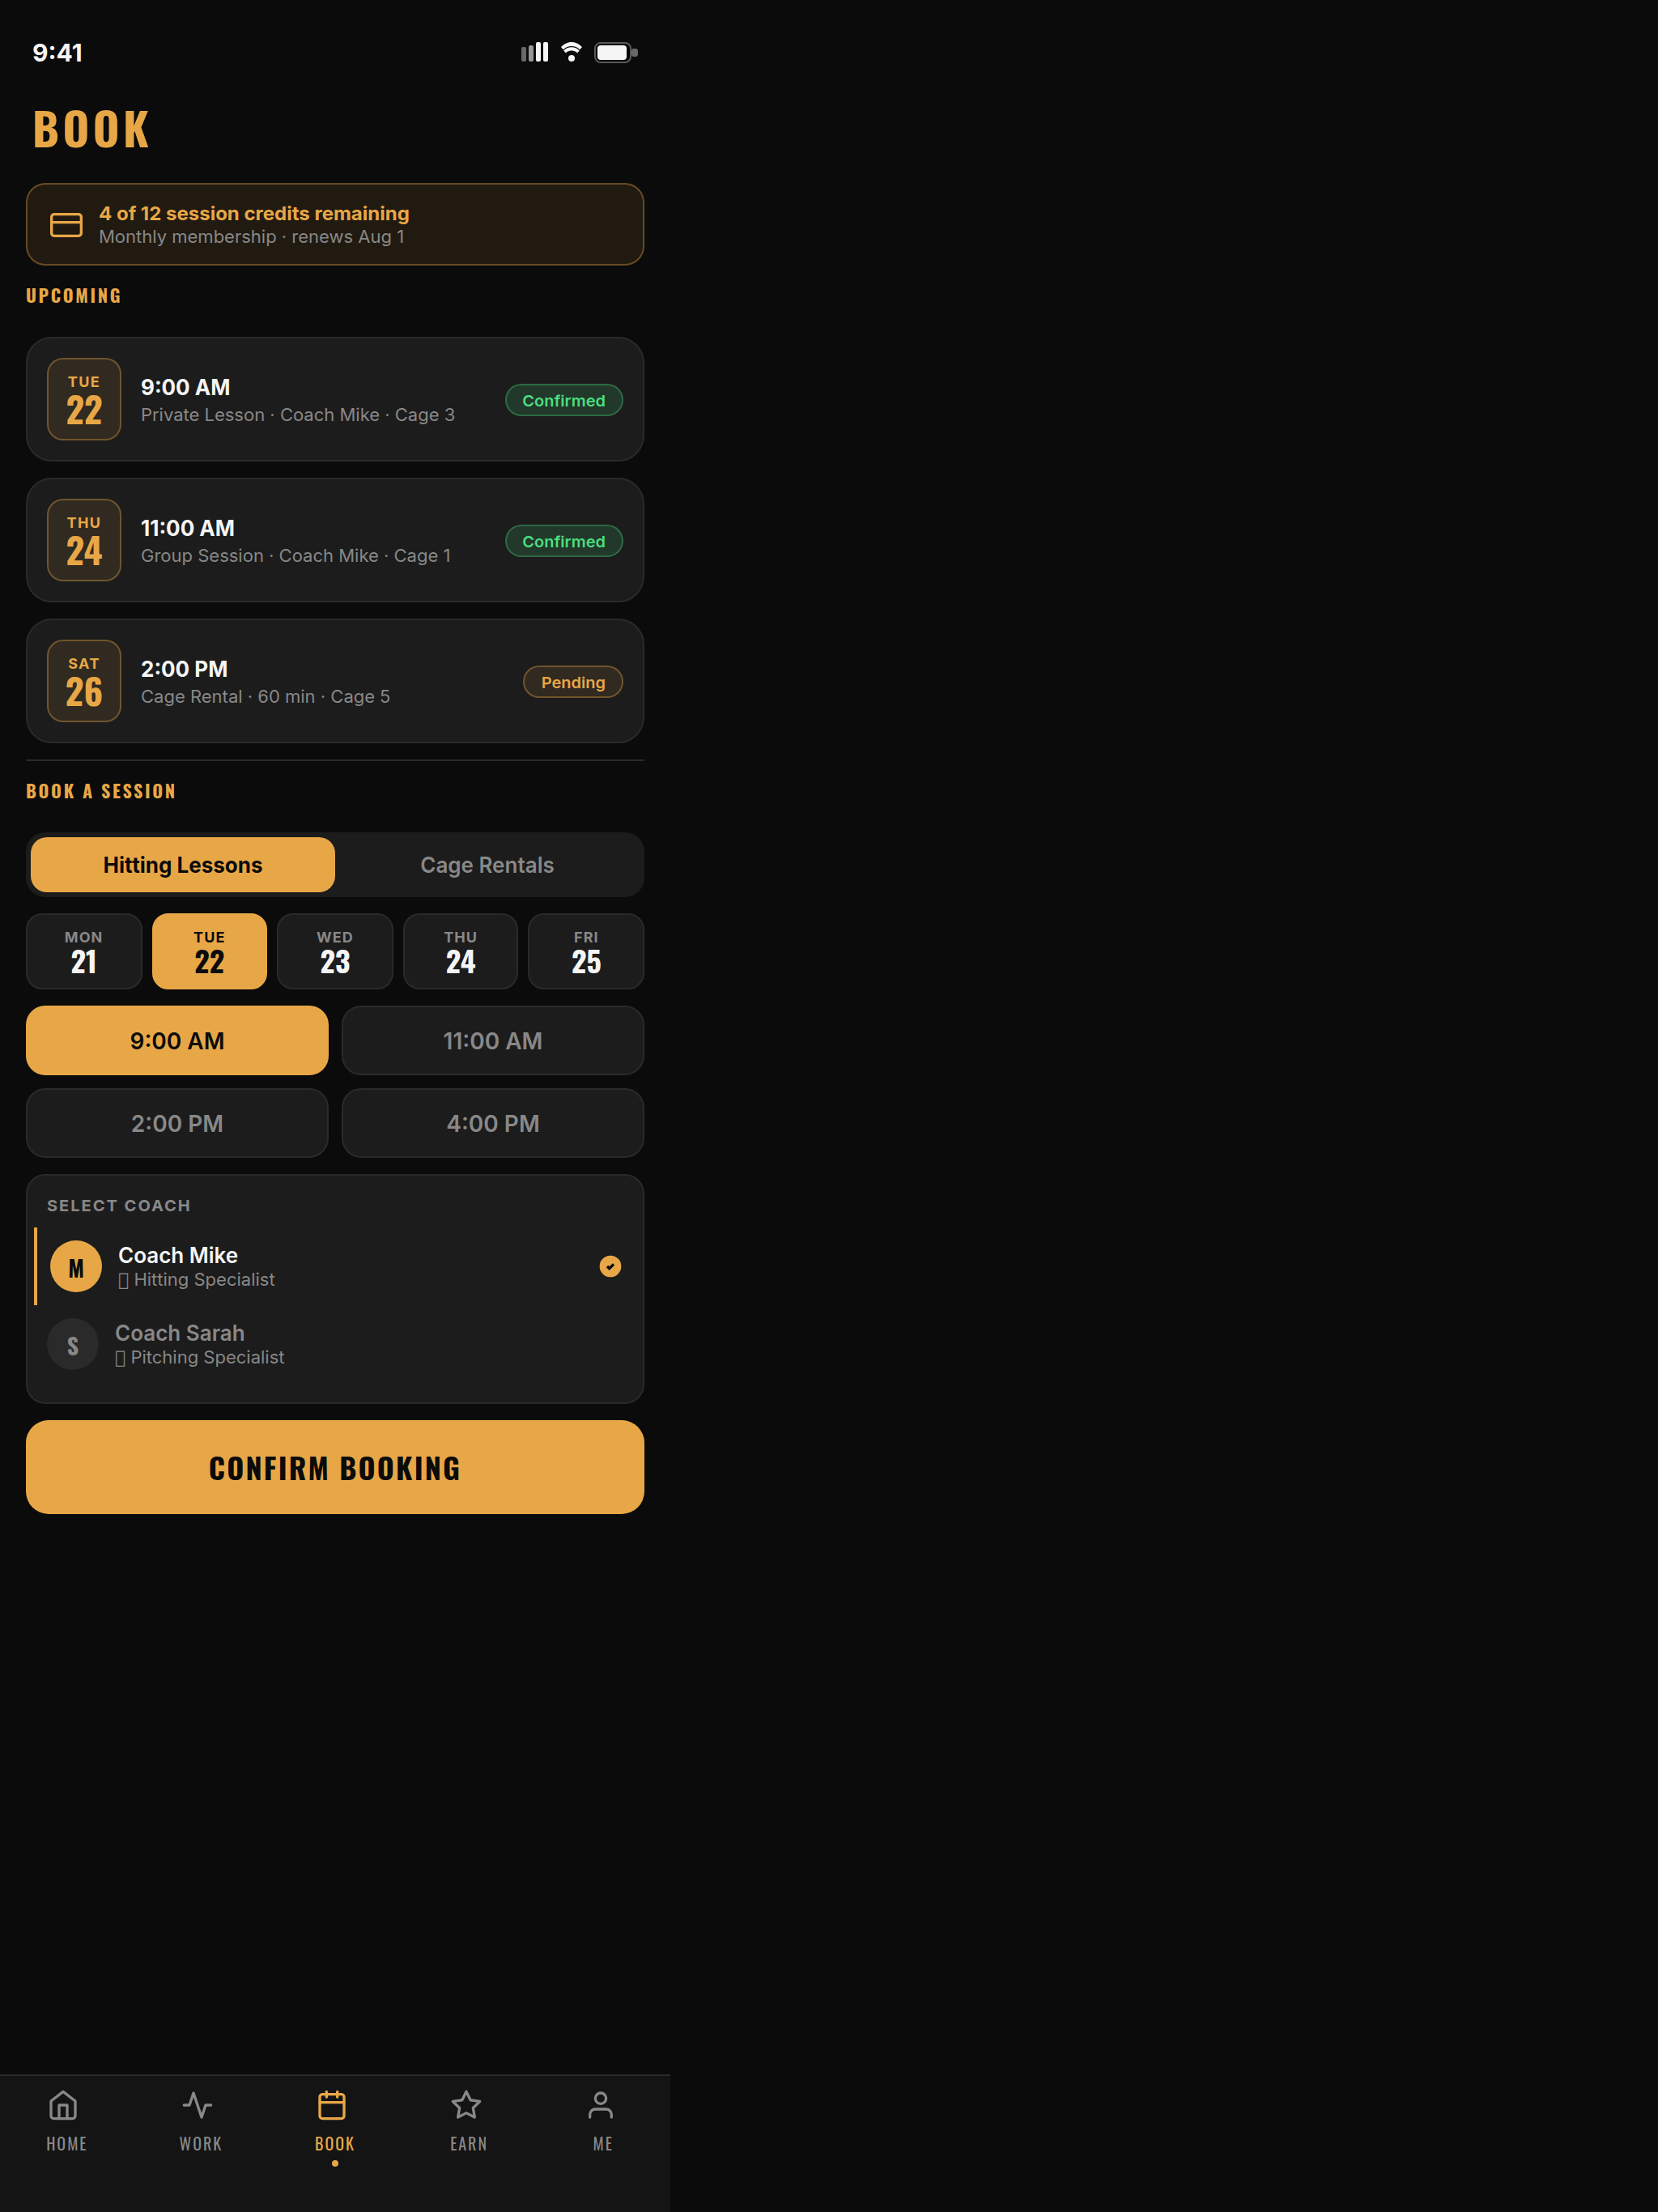 9:41
BOOK
4 of 12 session credits remaining
Monthly membership · renews Aug 1
UPCOMING
TUE
22
9:00 AM
Private Lesson · Coach Mike · Cage 3
Confirmed
THU
24
11:00 AM
Group Session · Coach Mike · Cage 1
Confirmed
SAT
26
2:00 PM
Cage Rental · 60 min · Cage 5
Pending
BOOK A SESSION
Hitting Lessons
Cage Rentals
MON
21
TUE
22
WED
23
THU
24
FRI
25
9:00 AM
11:00 AM
2:00 PM
4:00 PM
SELECT COACH
M
Coach Mike
Hitting Specialist
S
Coach Sarah
Pitching Specialist
CONFIRM BOOKING
HOME
WORK
BOOK
EARN
ME